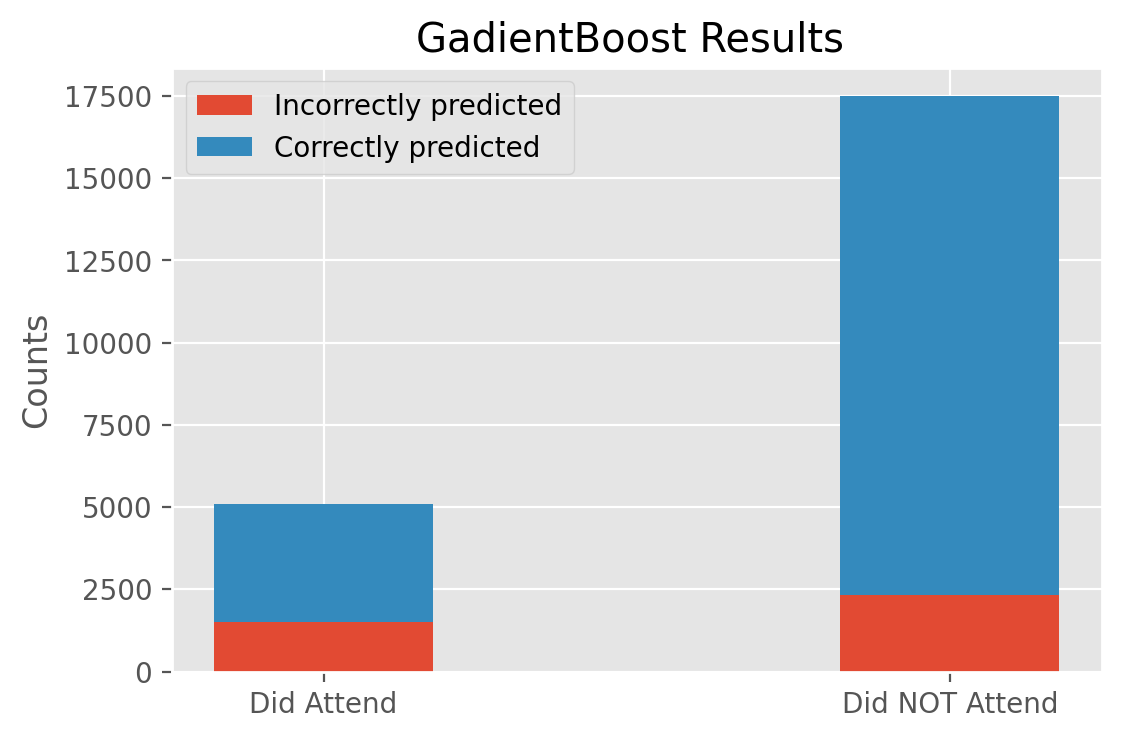 GadientBoost Results
Incorrectly predicted
Correctly predicted
17500
15000
12500
10000
7500
5000
2500
0
Counts
Did Attend
Did NOT Attend